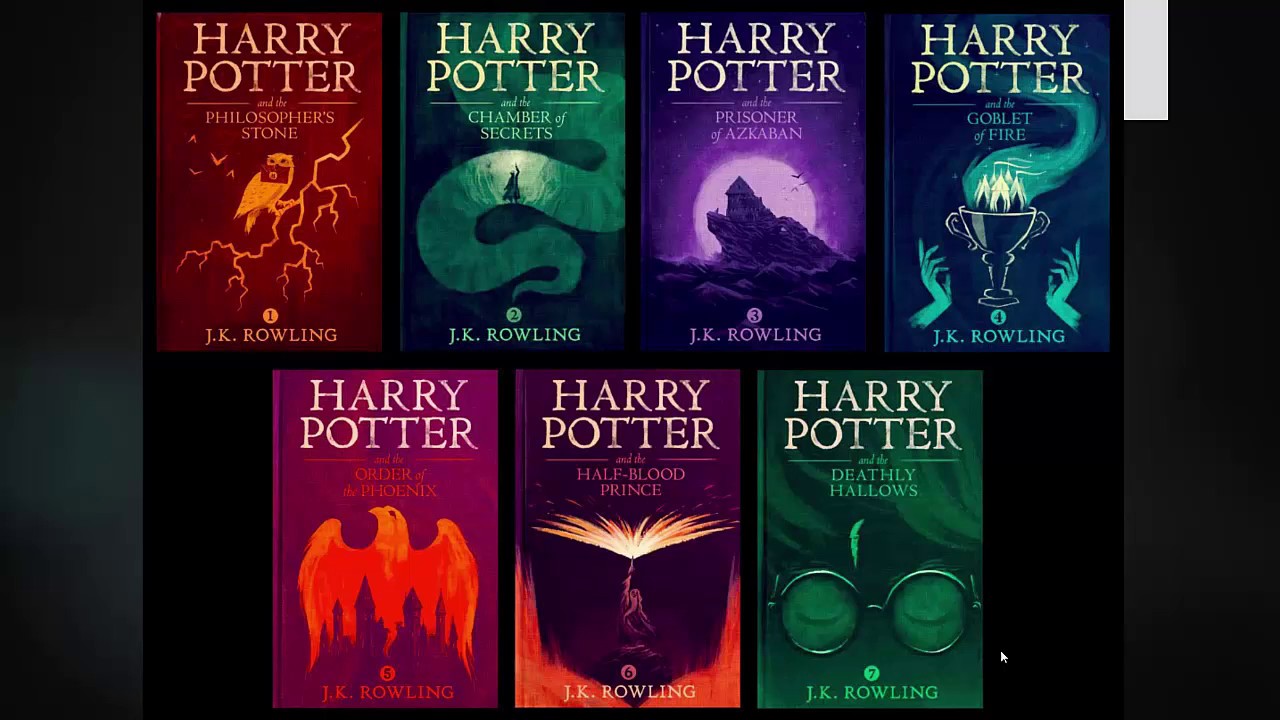 HARRY
POTTER
and the
PHILOSOPHER'S
STONE
1
J.K. ROWLING
HARRY
POTTER
and the
CHAMBER of
SECRETS
2
J.K. ROWLING
HARRY
POTTER
and the
PRISONER
of AZKABAN
3
J.K. ROWLING
HARRY
POTTER
and the
GOBLET
of FIRE
4
J.K. ROWLING
HARRY
POTTER
and the
ORDER of
the PHOENIX
5
J.K. ROWLING
HARRY
POTTER
and the
HALF-BLOOD
PRINCE
6
J.K. ROWLING
HARRY
POTTER
and the
DEATHLY
HALLOWS
7
J.K. ROWLING